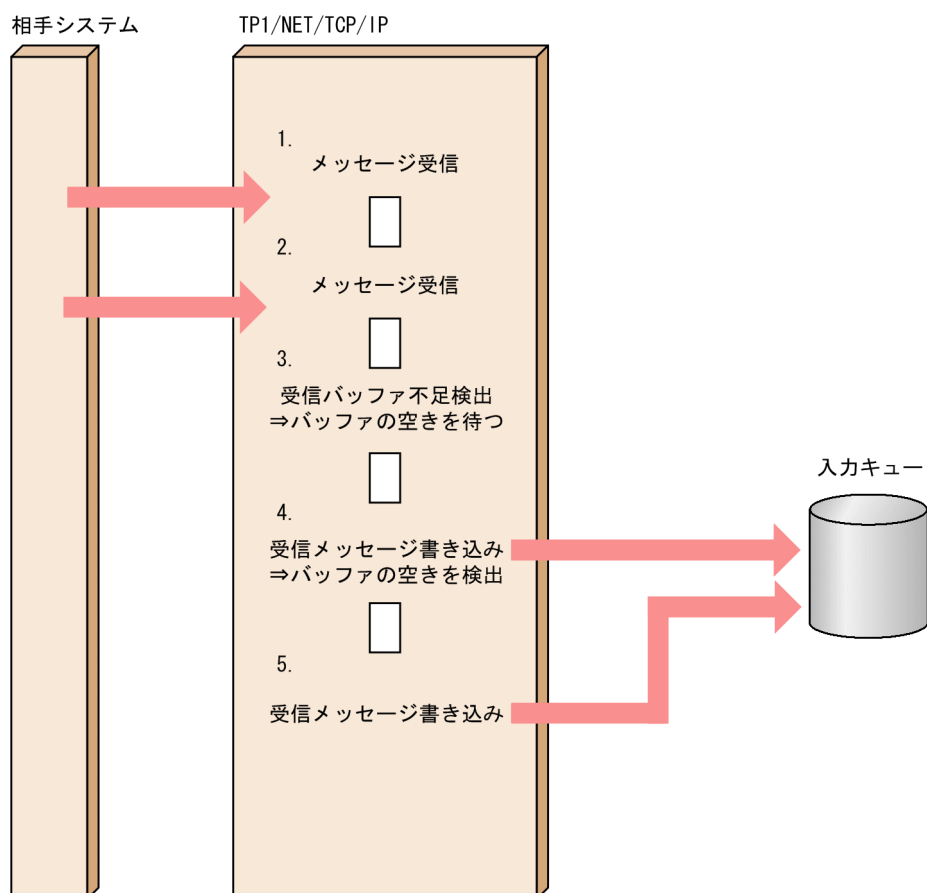 相手システム
TP1/NET/TCP/IP
1.
メッセージ受信
2.
メッセージ受信
3.
受信バッファ不足検出
⇒バッファの空きを待つ
入力キュー
4.
受信メッセージ書き込み
⇒バッファの空きを検出
5.
受信メッセージ書き込み